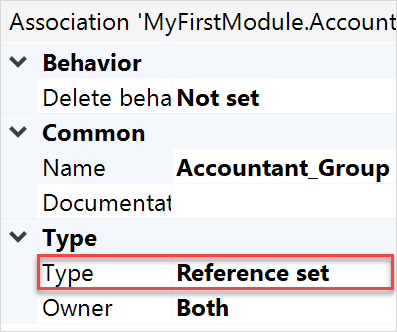 Association 'MyFirstModule.Account
Behavior
Delete beha Not set
Common
Name Accountant_Group
Documentat
Type
Type Reference set
Owner Both